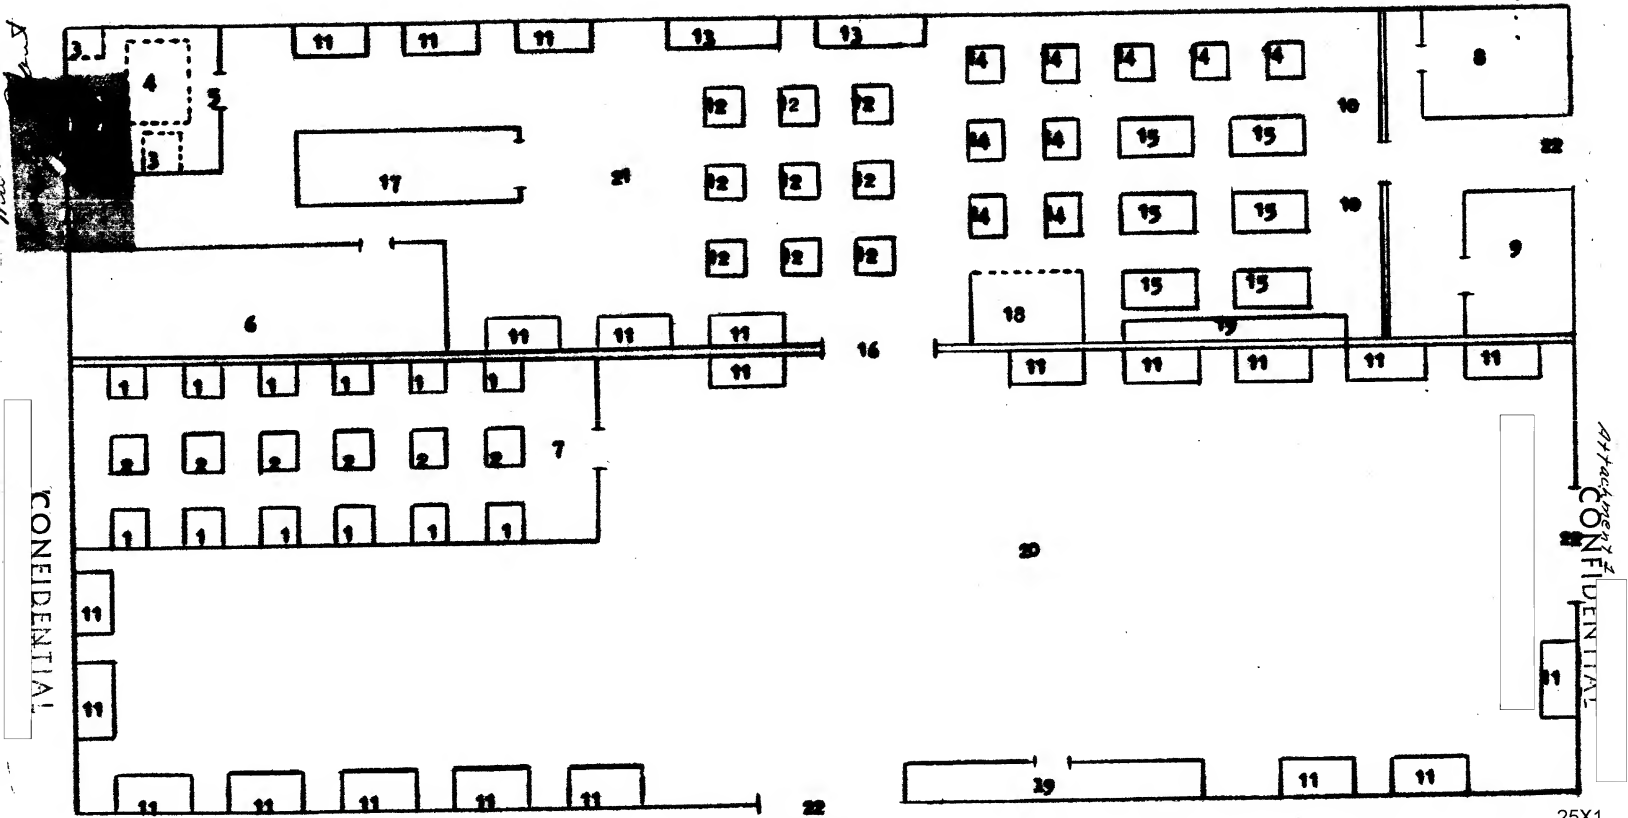 3 11 11 11 13 13
4 5 14 14 14 14 14 8
12 12 12 10
3 14 14 15 15 22
17 21 12 12 12
14 14 15 15 10
12 12 12 9
15 15
6 18 19
11 11 11 16
11 11 11 11 11 11
1 1 1 1 1 1
2 2 2 2 2 2 7
1 1 1 1 1 1
20 22
11
11
11
11 11 11 11 11 22 19 11 11
CONFIDENTIAL
CONFIDENTIAL
Attachment 2
25X1